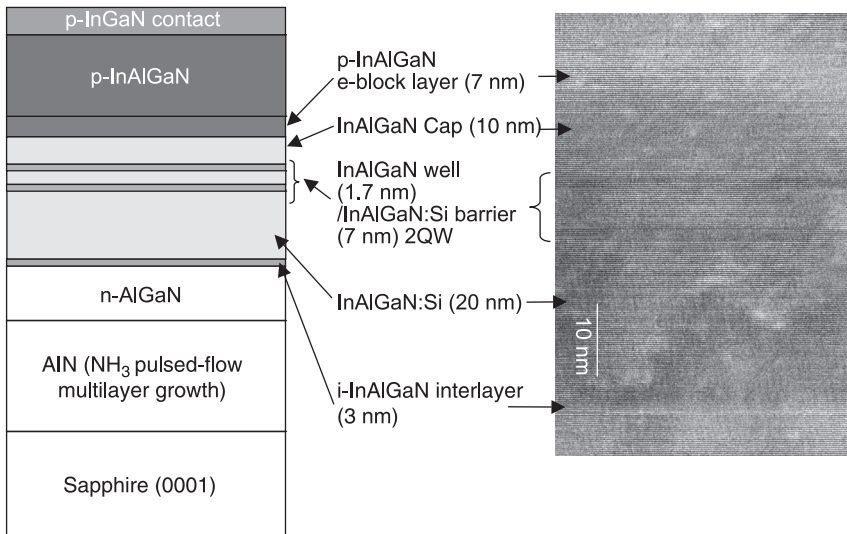 p-InGaN contact
p-InAlGaN
n-AlGaN
AlN (NH3 pulsed-flow
multilayer growth)
Sapphire (0001)
p-InAlGaN
e-block layer (7 nm)
InAlGaN Cap (10 nm)
InAlGaN well
(1.7 nm)
/InAlGaN:Si barrier
(7 nm) 2QW
InAlGaN:Si (20 nm)
i-InAlGaN interlayer
(3 nm)
10 nm